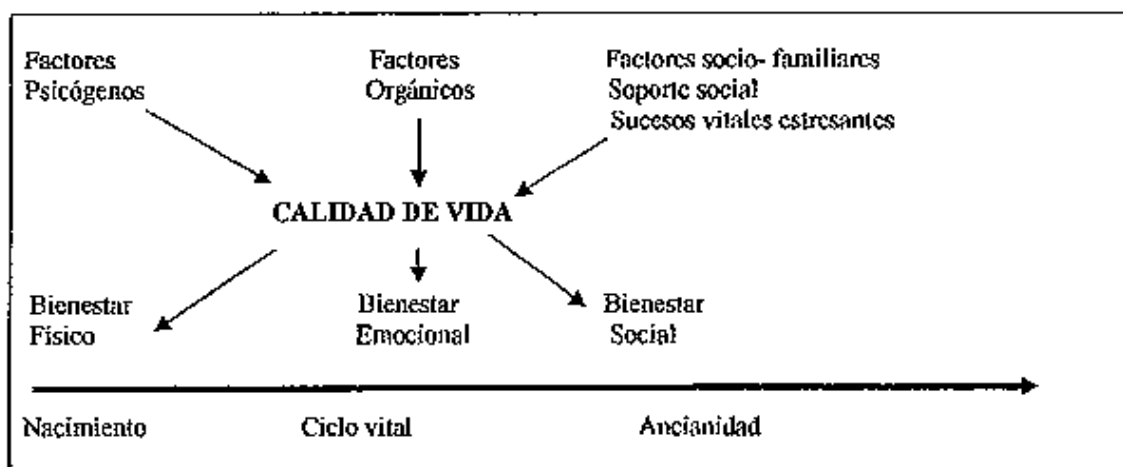 Factores
Psicógenos
Factores
Orgánicos
Factores socio- familiares
Soporte social
Sucesos vitales estresantes
CALIDAD DE VIDA
Bienestar
Físico
Bienestar
Emocional
Bienestar
Social
Nacimiento
Ciclo vital
Ancianidad